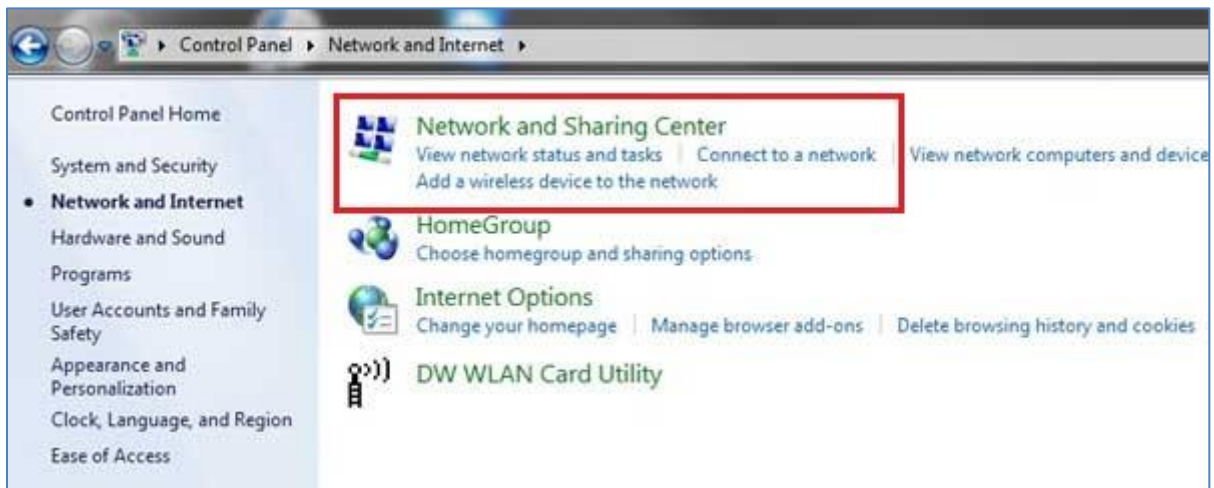 Control Panel ▸ Network and Internet ▸
Control Panel Home
System and Security
• Network and Internet
Hardware and Sound
Programs
User Accounts and Family
Safety
Appearance and
Personalization
Clock, Language, and Region
Ease of Access
Network and Sharing Center
View network status and tasks | Connect to a network | View network computers and device
Add a wireless device to the network
HomeGroup
Choose homegroup and sharing options
Internet Options
Change your homepage | Manage browser add-ons | Delete browsing history and cookies
DW WLAN Card Utility